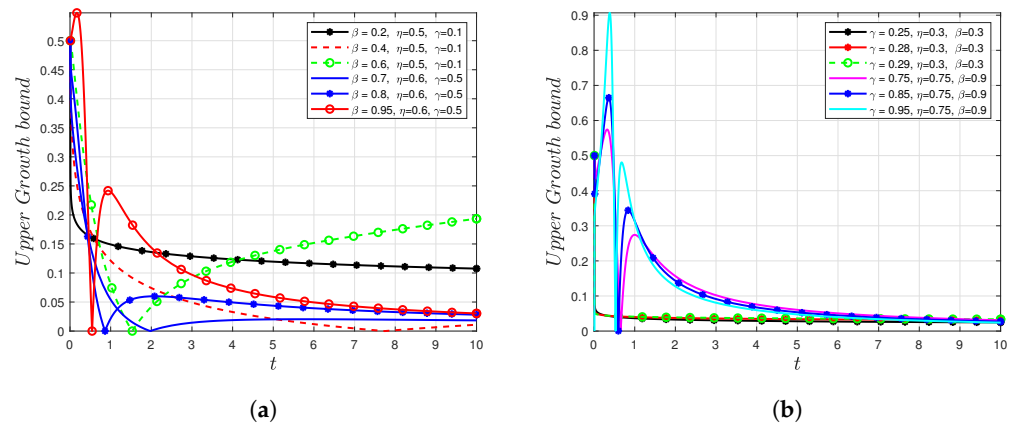 β = 0.2, η=0.5, γ=0.1
β = 0.4, η=0.5, γ=0.1
β = 0.6, η=0.5, γ=0.1
β = 0.7, η=0.6, γ=0.5
β = 0.8, η=0.6, γ=0.5
β = 0.95, η=0.6, γ=0.5
Upper Growth bound
0.5
0.45
0.4
0.35
0.3
0.25
0.2
0.15
0.1
0.05
0
0 1 2 3 4 5 6 7 8 9 10
t
(a)
γ = 0.25, η=0.3, β=0.3
γ = 0.28, η=0.3, β=0.3
γ = 0.29, η=0.3, β=0.3
γ = 0.75, η=0.75, β=0.9
γ = 0.85, η=0.75, β=0.9
γ = 0.95, η=0.75, β=0.9
Upper Growth bound
0.9
0.8
0.7
0.6
0.5
0.4
0.3
0.2
0.1
0
0 1 2 3 4 5 6 7 8 9 10
t
(b)